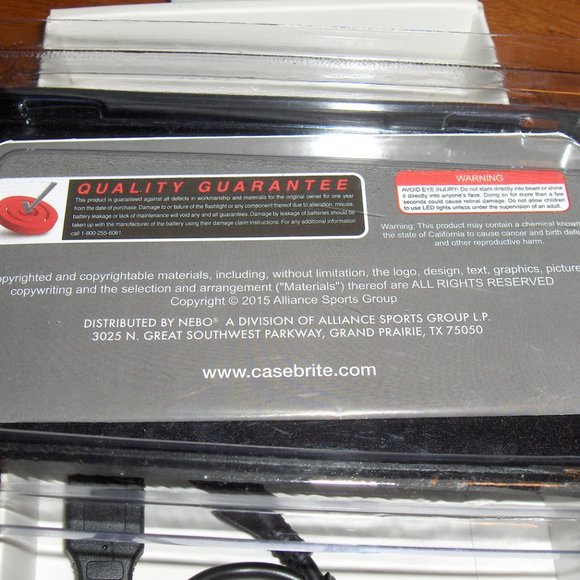 QUALITY GUARANTEE
This product is guaranteed against all defects in workmanship and materials for the original owner for one year
from the date of purchase. Damage to or failure of the flashlight or any component thereof due to alteration, misuse,
battery leakage or lack of maintenance will void any and all guarantees. Damage by leakage of batteries should be
taken up with the manufacturer of the battery using their damage claim instructions. For any additional information
call 1-800-255-6061.
WARNING
AVOID EYE INJURY- Do not stare directly into beam or shine
it directly into anyone's face. Doing so for more than a few
seconds could cause retinal damage. Do not allow children
to use LED lights unless under the supervision of an adult.
Warning: This product may contain a chemical known
the state of California to cause cancer and birth defe
and other reproductive harm.
opyrighted and copyrightable materials, including, without limitation, the logo, design, text, graphics, picture
copywriting and the selection and arrangement ("Materials") thereof are ALL RIGHTS RESERVED
Copyright © 2015 Alliance Sports Group
DISTRIBUTED BY NEBO® A DIVISION OF ALLIANCE SPORTS GROUP L.P.
3025 N. GREAT SOUTHWEST PARKWAY, GRAND PRAIRIE, TX 75050
www.casebrite.com